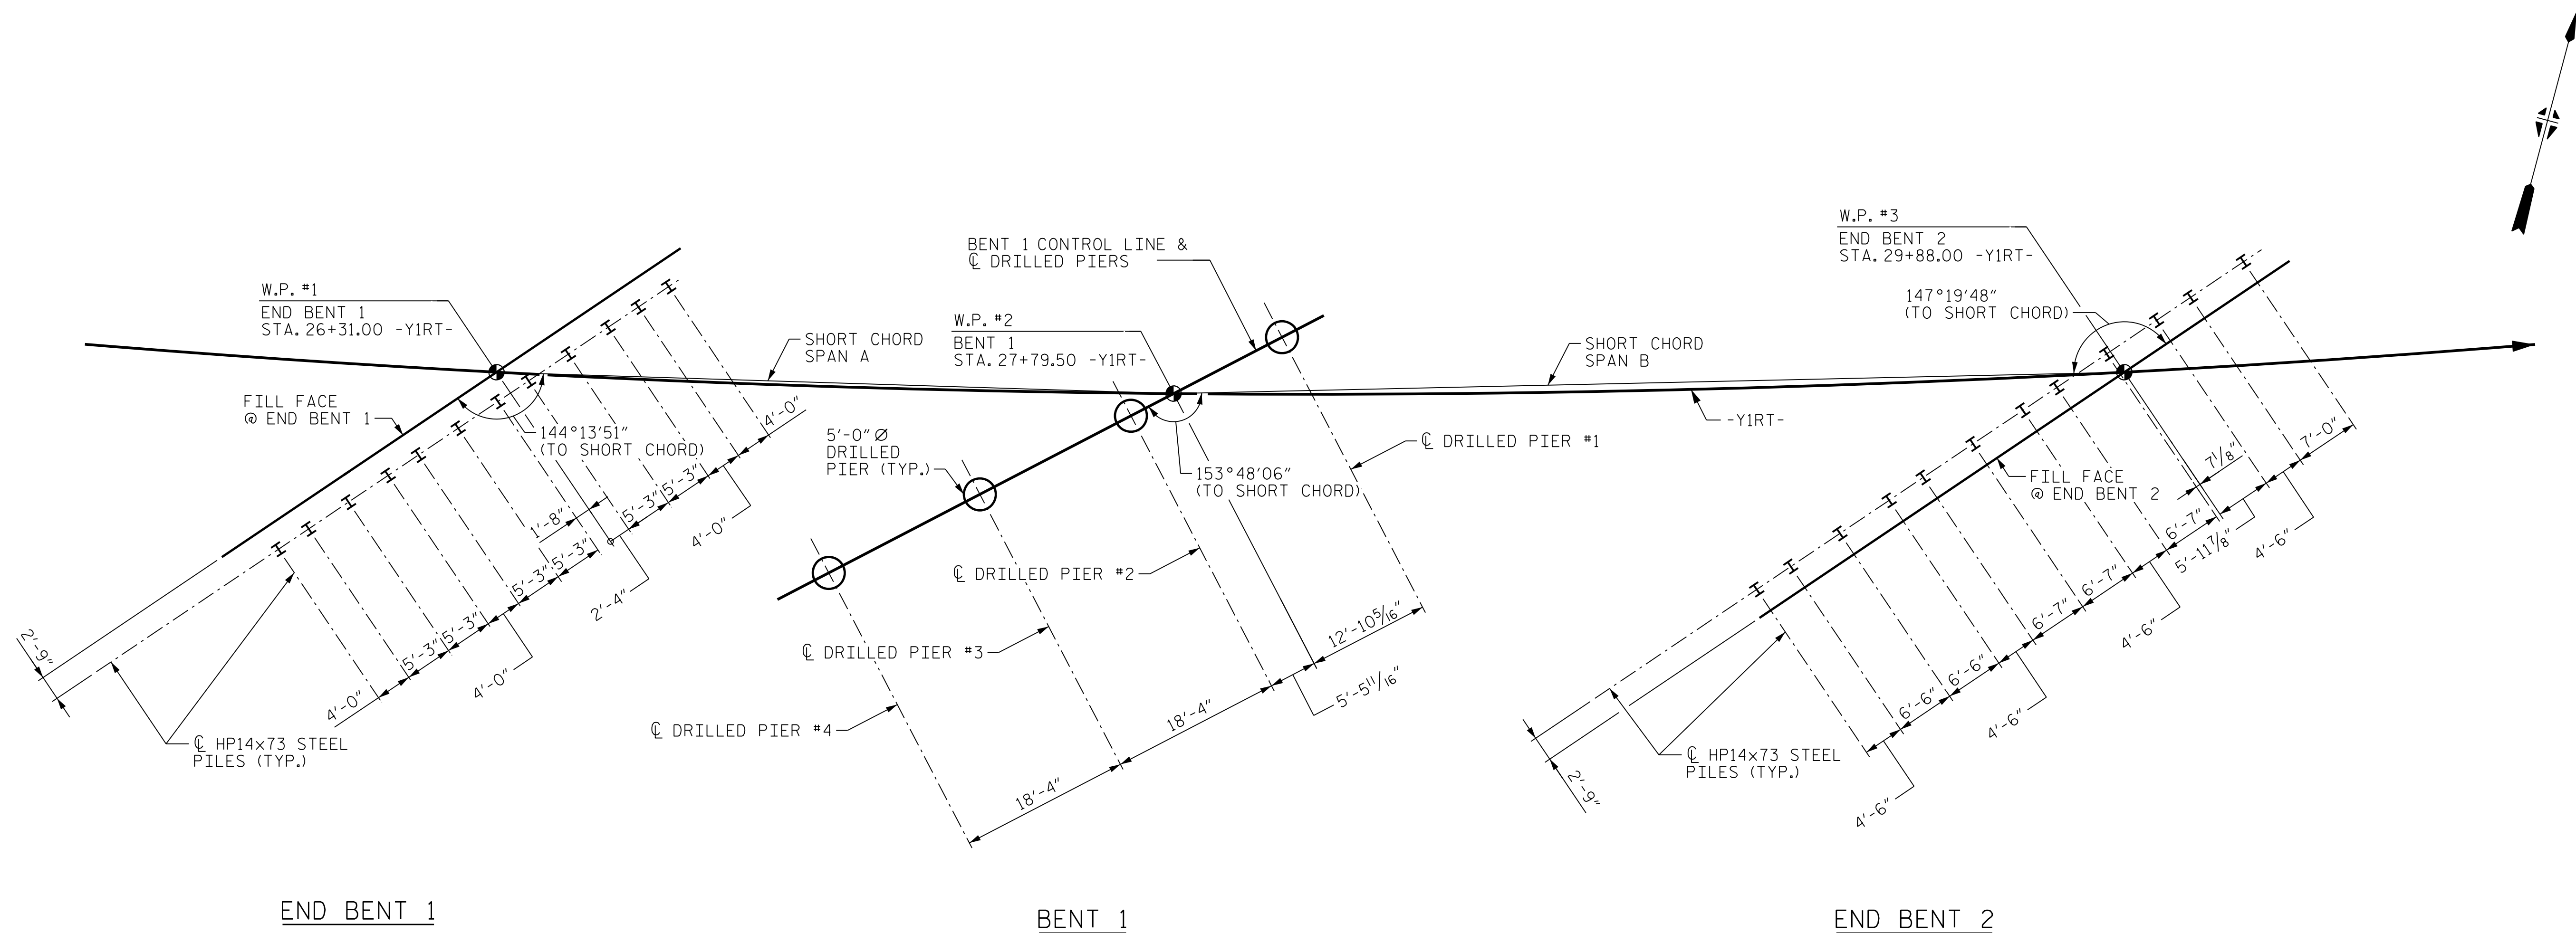 W.P. #1
END BENT 1
STA. 26+31.00 -Y1RT-
FILL FACE
@ END BENT 1
144°13'51"
(TO SHORT CHORD)
SHORT CHORD
SPAN A
4'-0"
4'-0"
5'-3"
5'-3"
1'-8"
2'-4"
5'-3"
5'-3"
4'-0"
5'-3"
5'-3"
4'-0"
2'-9"
℄ HP14x73 STEEL
PILES (TYP.)
END BENT 1
BENT 1 CONTROL LINE &
℄ DRILLED PIERS
W.P. #2
BENT 1
STA. 27+79.50 -Y1RT-
5'-0" Ø
DRILLED
PIER (TYP.)
153°48'06"
(TO SHORT CHORD)
℄ DRILLED PIER #1
℄ DRILLED PIER #2
℄ DRILLED PIER #3
℄ DRILLED PIER #4
12'-10 5/16"
5'-5 11/16"
18'-4"
18'-4"
BENT 1
SHORT CHORD
SPAN B
-Y1RT-
W.P. #3
END BENT 2
STA. 29+88.00 -Y1RT-
147°19'48"
(TO SHORT CHORD)
FILL FACE
@ END BENT 2
7'-0"
7 1/8"
4'-6"
5'-11 7/8"
6'-7"
4'-6"
6'-7"
6'-7"
4'-6"
6'-6"
6'-6"
4'-6"
2'-9"
℄ HP14x73 STEEL
PILES (TYP.)
END BENT 2